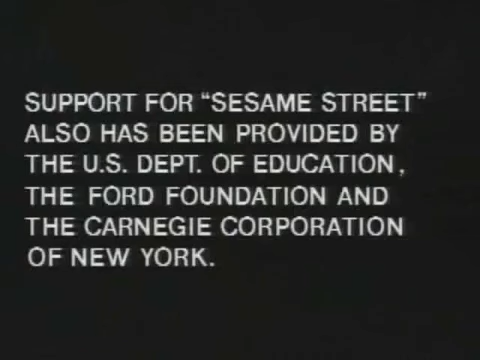 SUPPORT FOR “SESAME STREET”
ALSO HAS BEEN PROVIDED BY
THE U.S. DEPT. OF EDUCATION,
THE FORD FOUNDATION AND
THE CARNEGIE CORPORATION
OF NEW YORK.